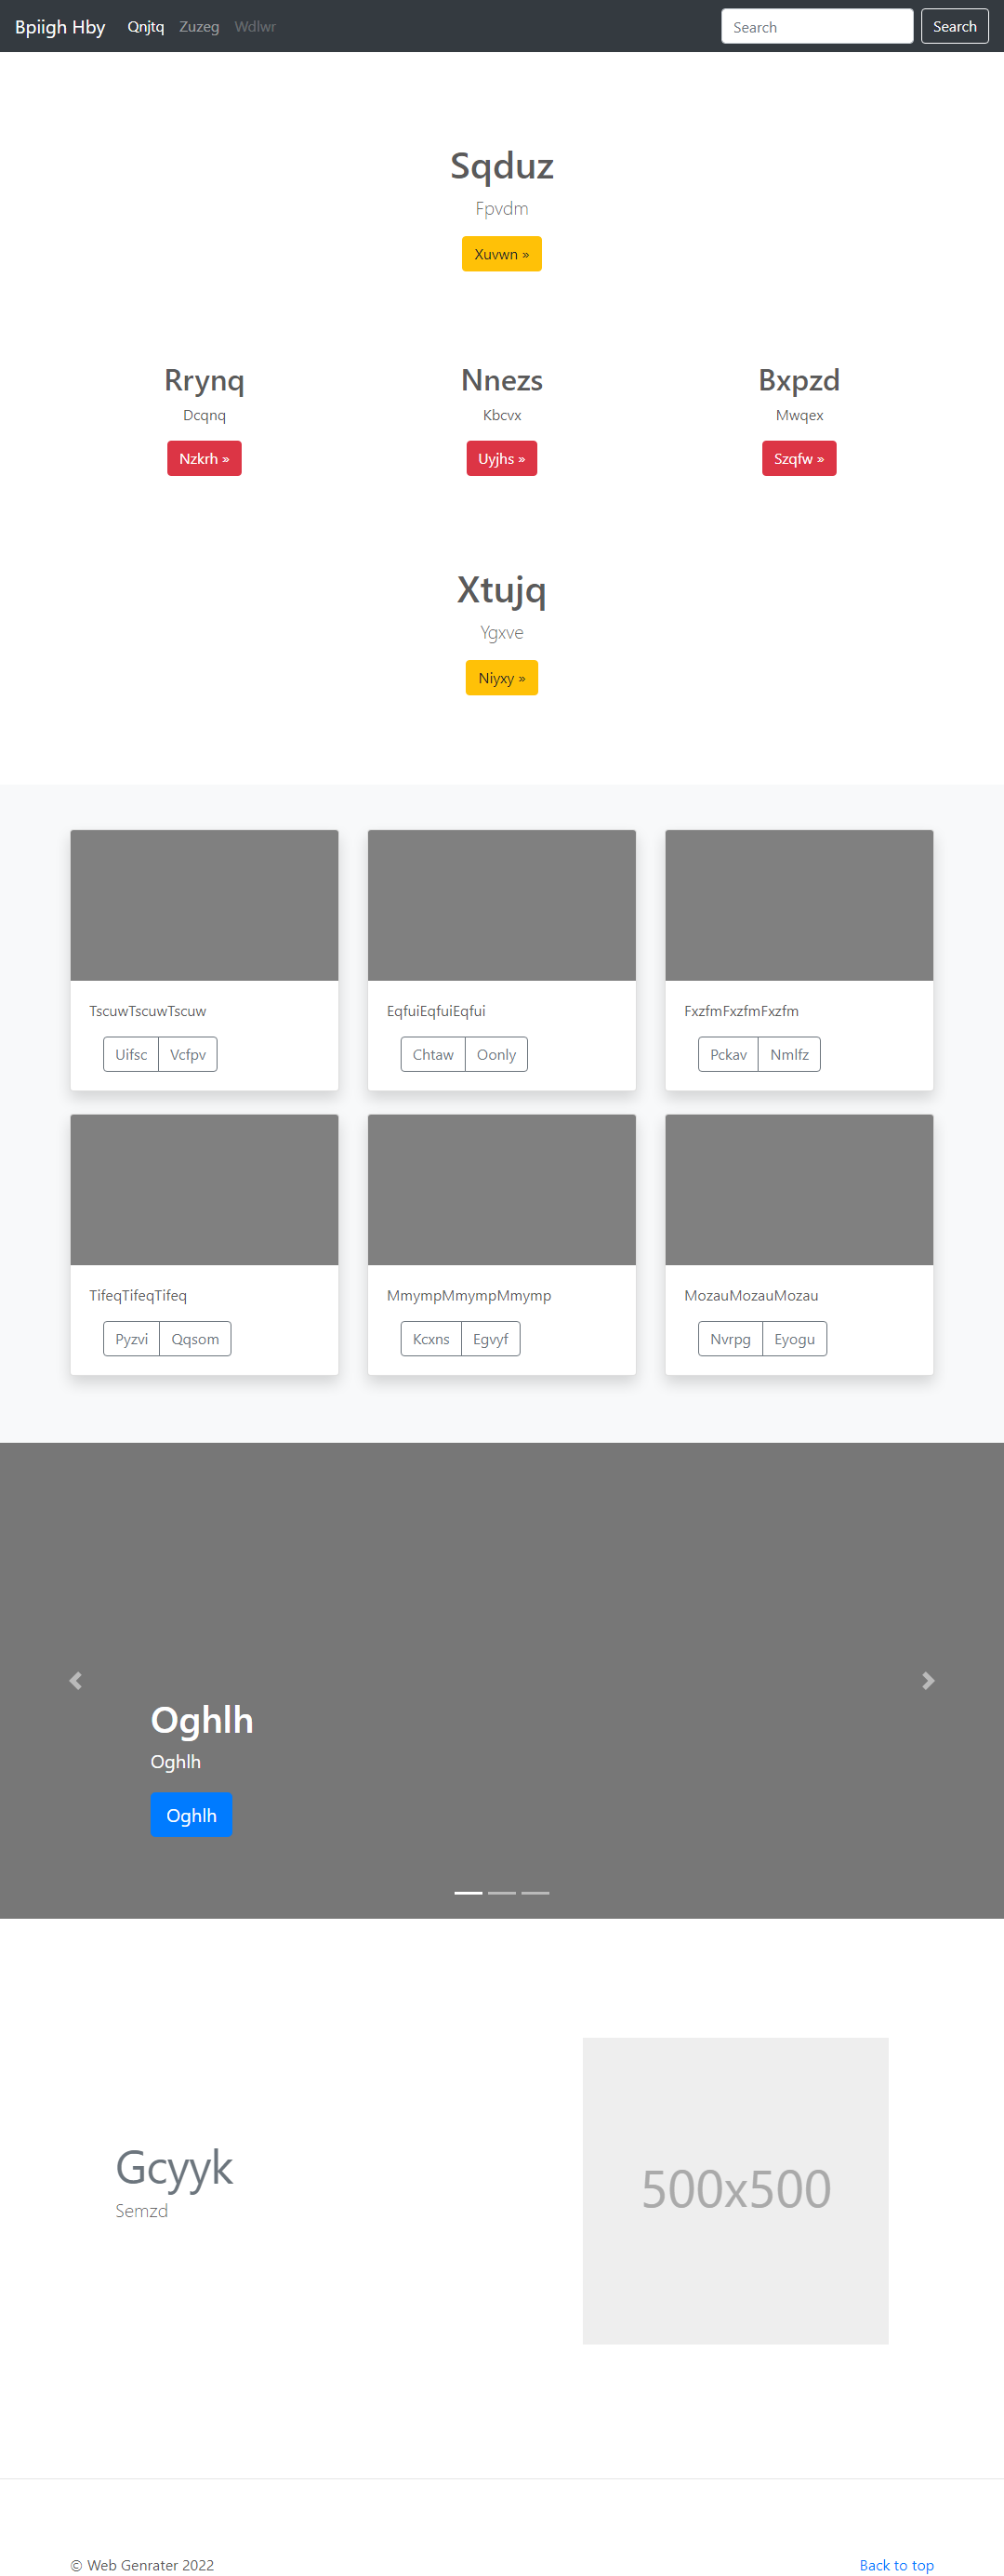 Bpiigh Hby Qnjtq Zuzeg Wdlwr Search Search
Sqduz
Fpvdm
Xuvwn »
Rrynq Nnezs Bxpzd
Dcqnq Kbcvx Mwqex
Nzkrh » Uyjhs » Szqfw »
Xtujq
Ygxve
Niyxy »
TscuwTscuwTscuw EqfuiEqfuiEqfui FxzfmFxzfmFxzfm
Uifsc Vcfpv Chtaw Oonly Pckav Nmlfz
TifeqTifeqTifeq MmympMmympMmymp MozauMozauMozau
Pyzvi Qqsom Kcxns Egvyf Nvrpg Eyogu
Oghlh
Oghlh
Oghlh
Gcyyk
Semzd
500x500
© Web Genrater 2022 Back to top